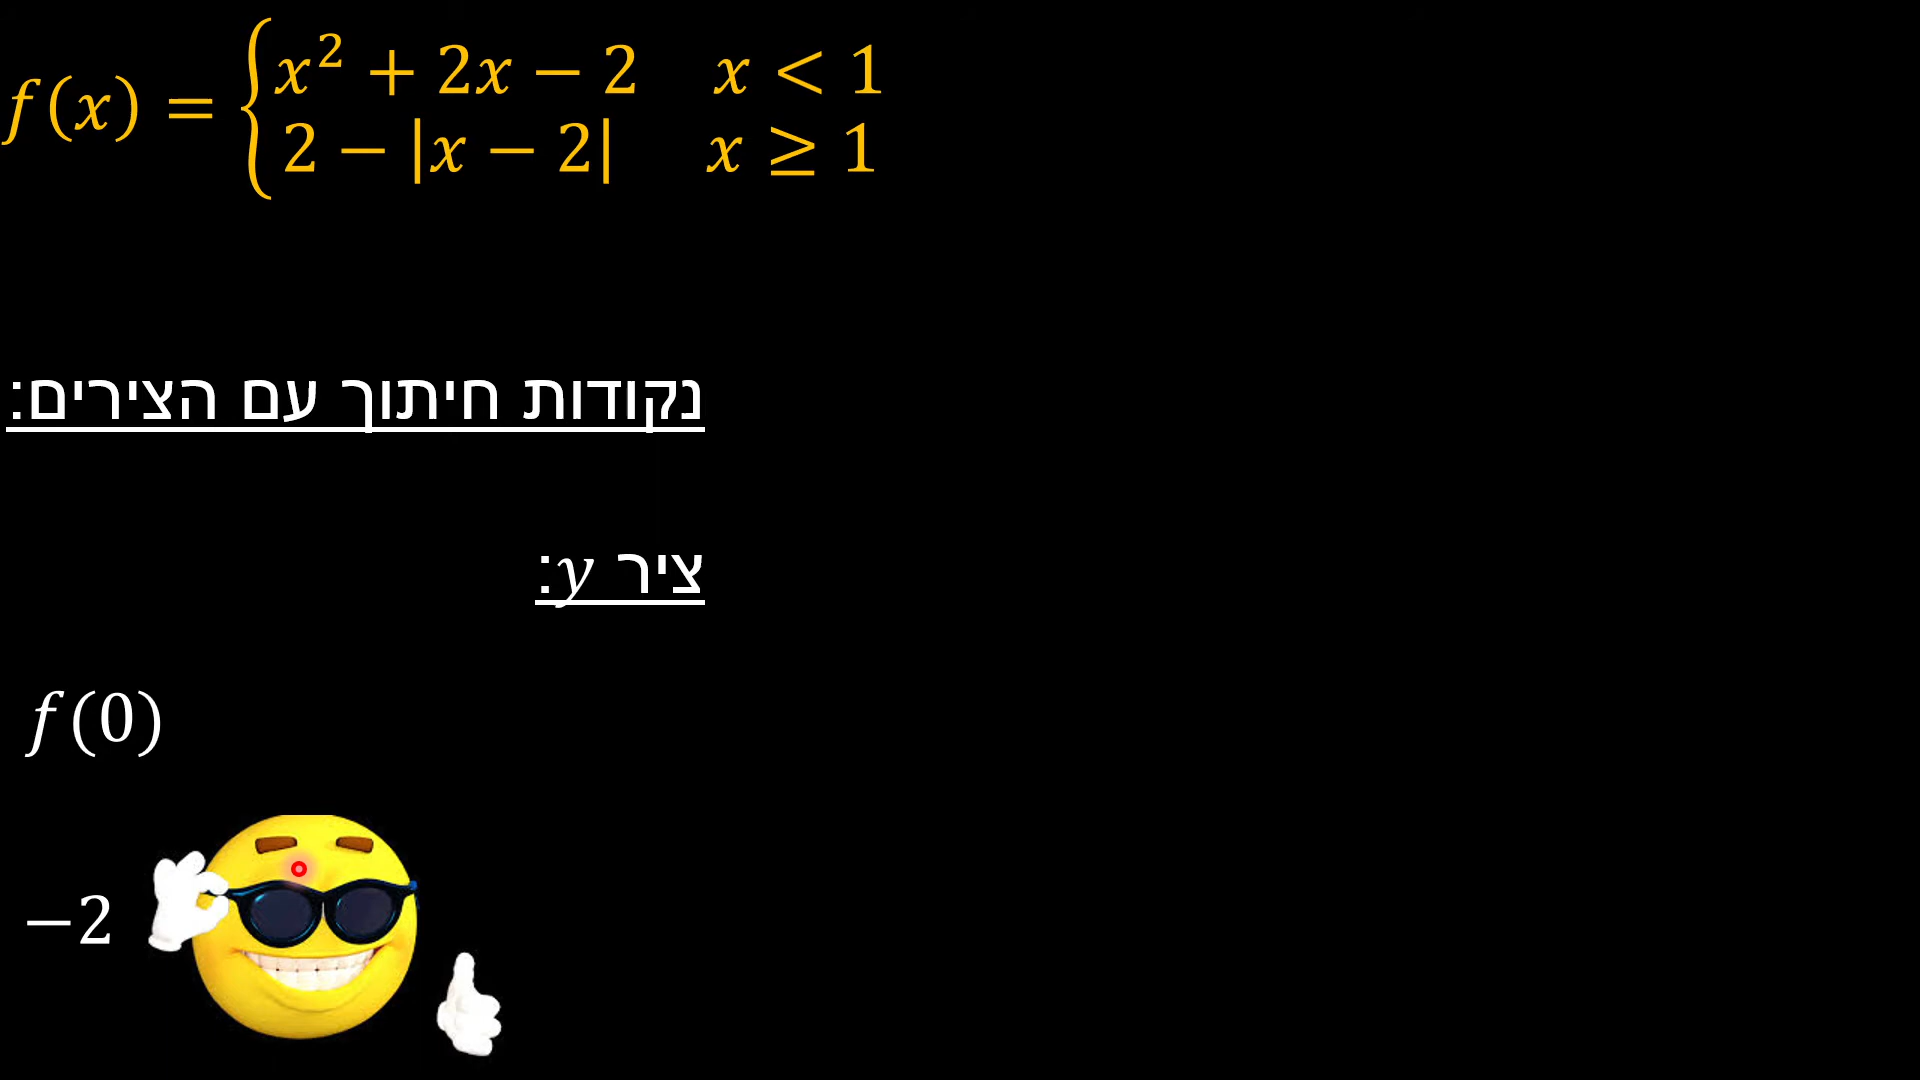 f(x) = { x² + 2x − 2   x < 1
2 − |x − 2|   x ≥ 1
נקודות חיתוך עם הצירים:
ציר y:
f(0)
−2